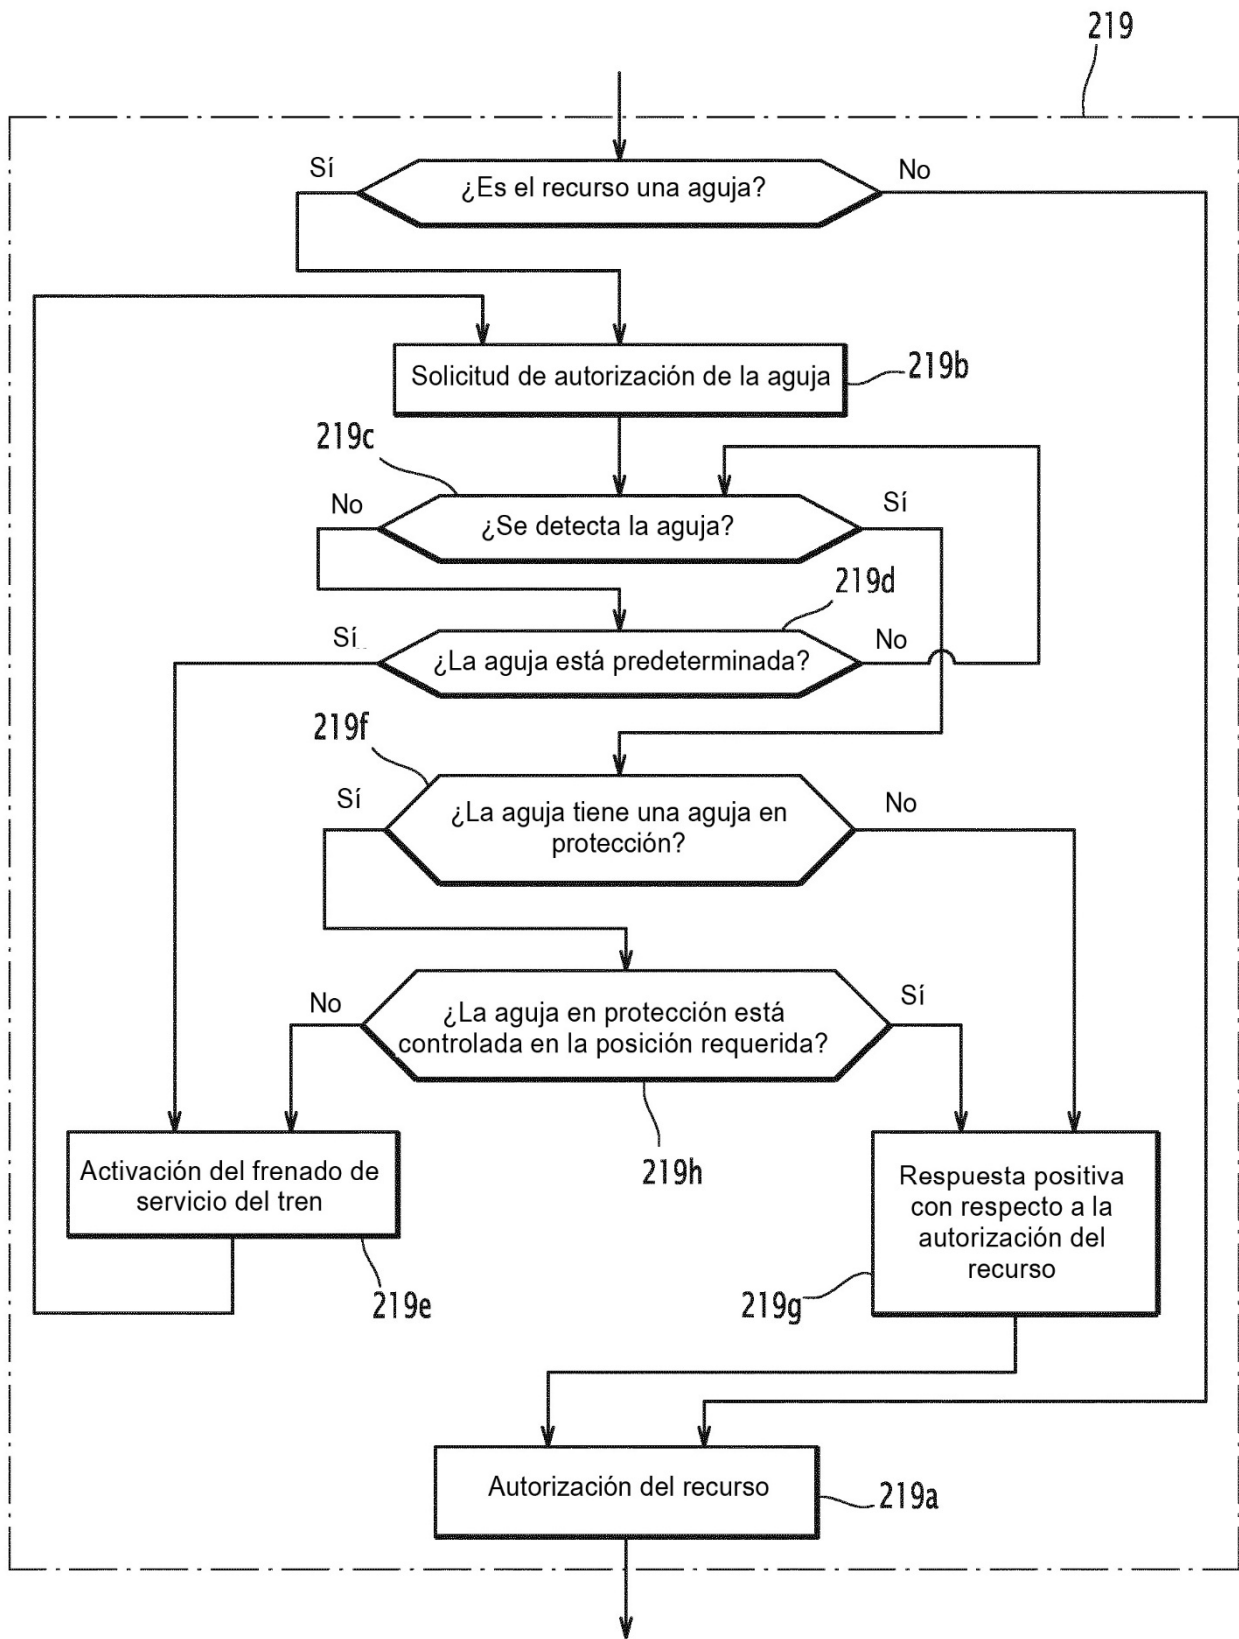 219
Sí
¿Es el recurso una aguja?
No
Solicitud de autorización de la aguja
219b
219c
No
¿Se detecta la aguja?
Sí
219d
Sí
¿La aguja está predeterminada?
No
219f
Sí
¿La aguja tiene una aguja en
protección?
No
No
¿La aguja en protección está
controlada en la posición requerida?
Sí
219h
Activación del frenado de
servicio del tren
219e
Respuesta positiva
con respecto a la
autorización del
recurso
219g
Autorización del recurso
219a